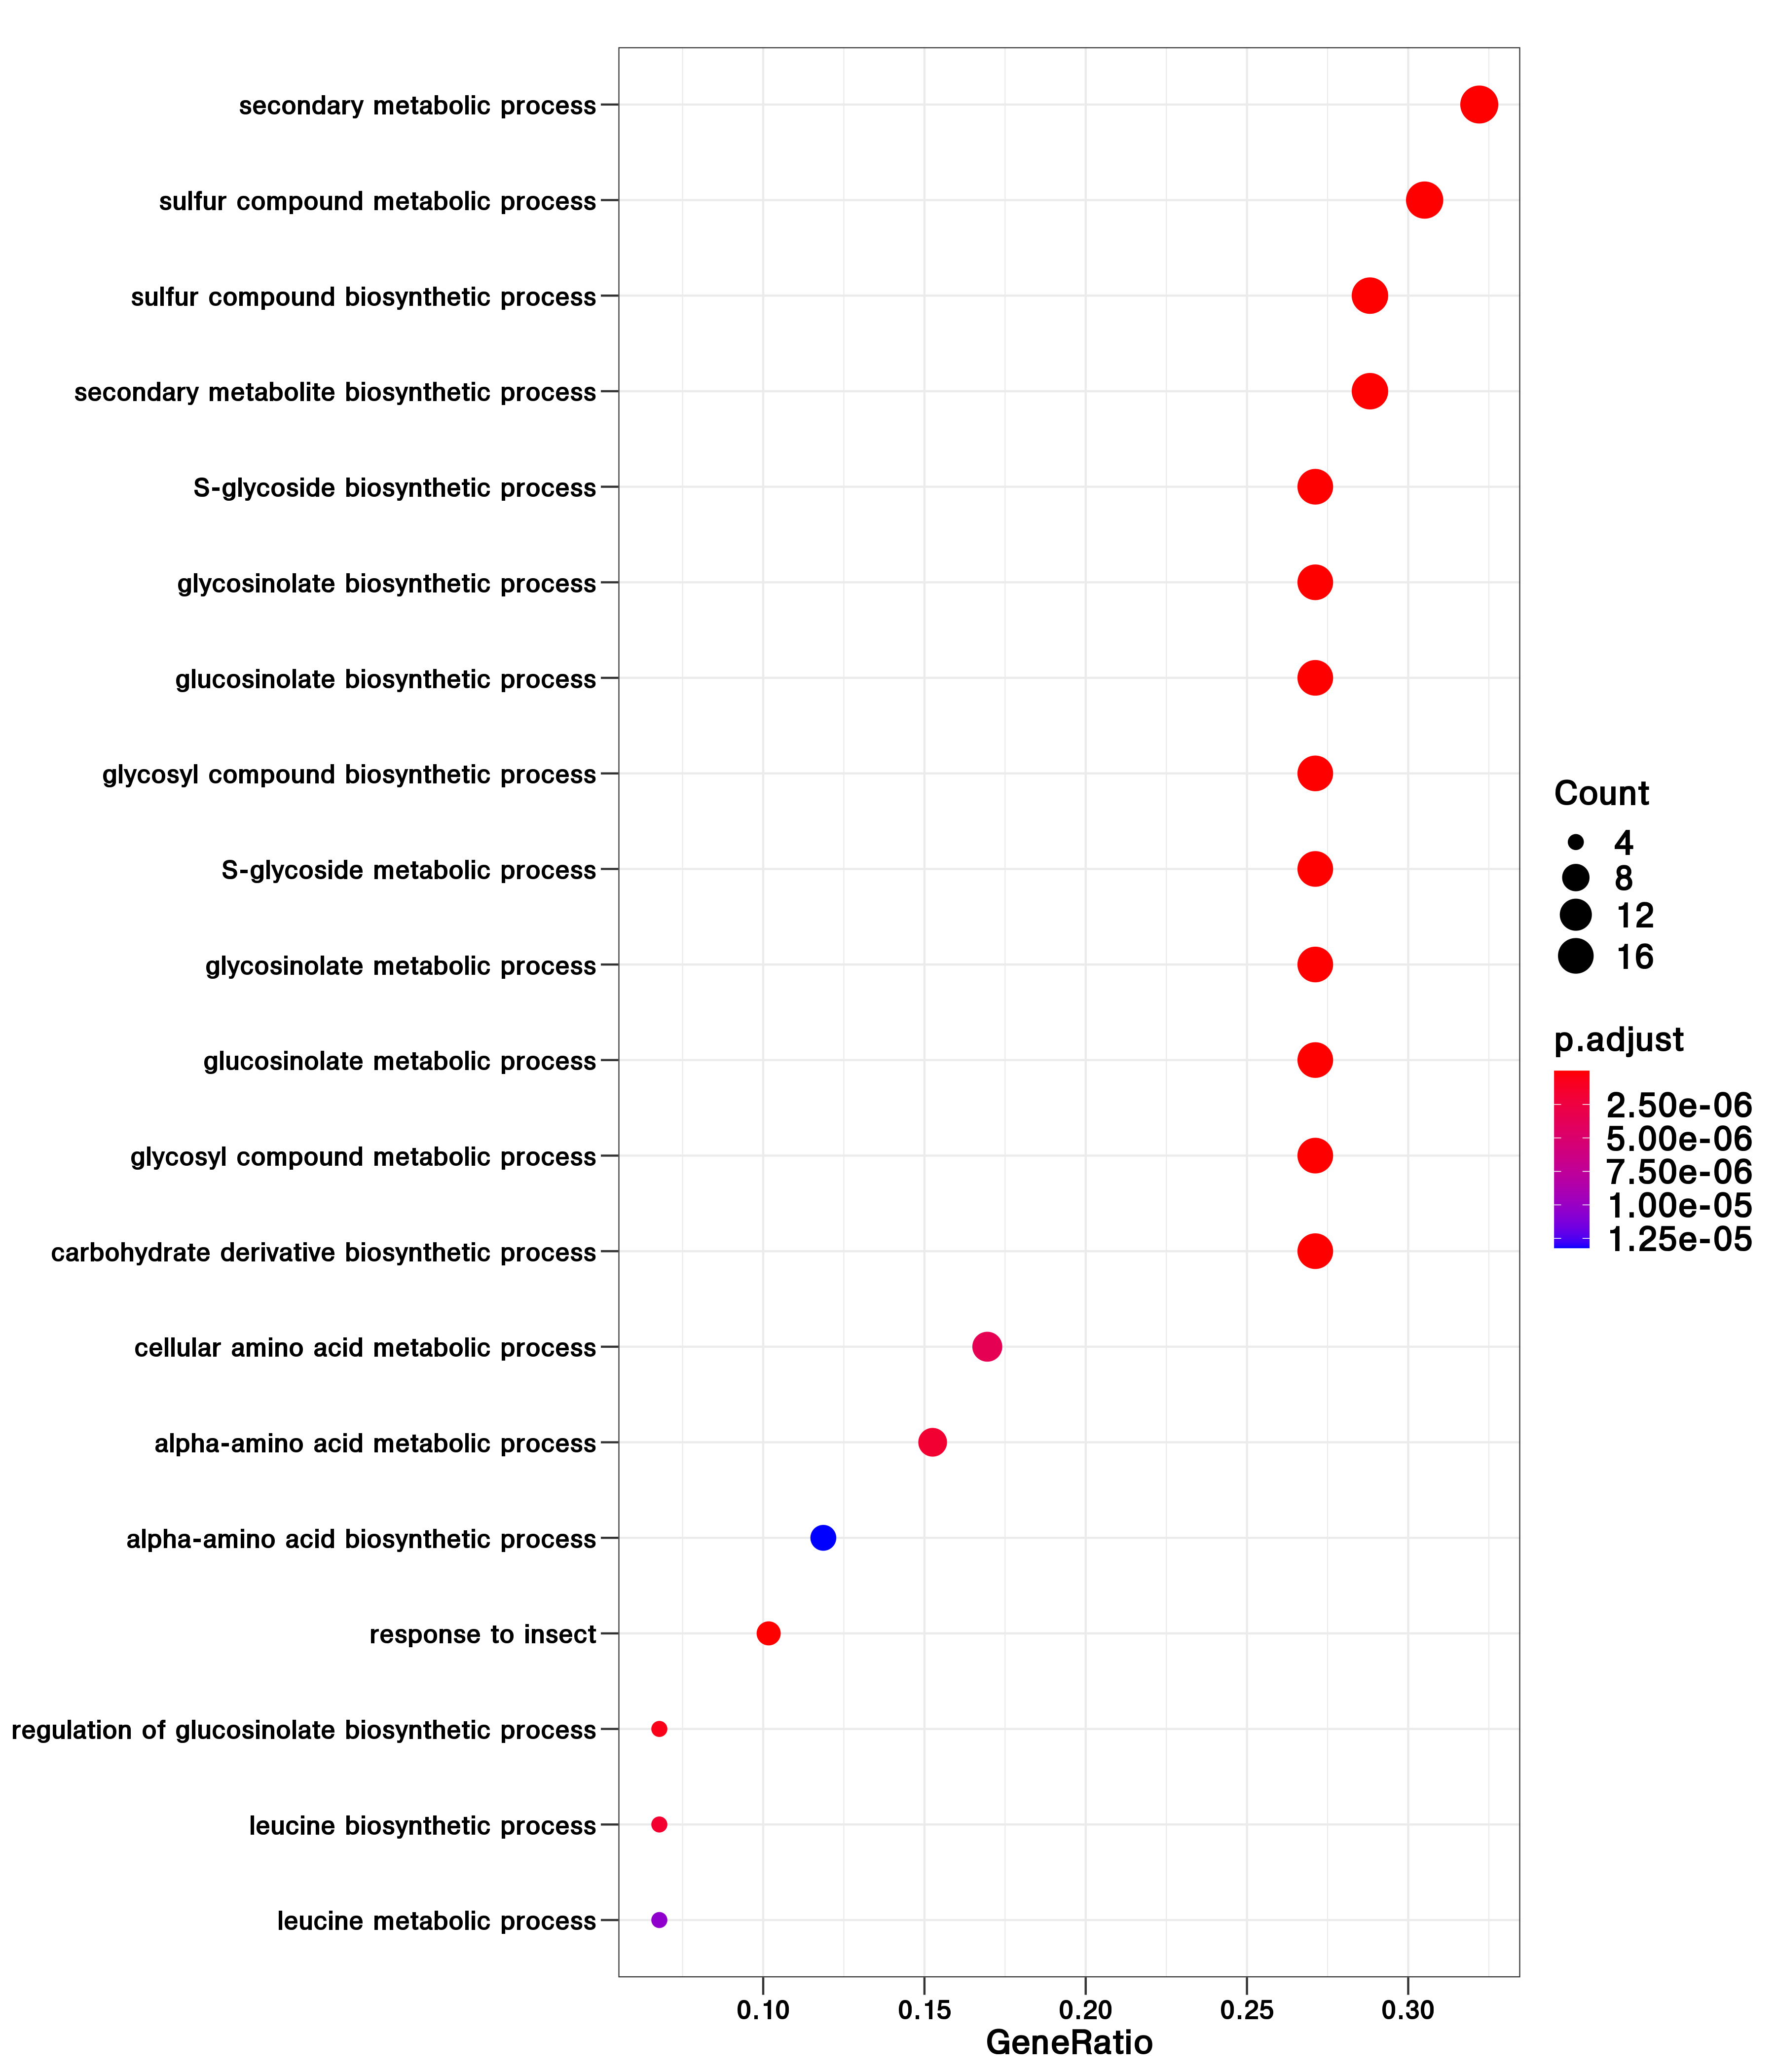 secondary metabolic process
sulfur compound metabolic process
sulfur compound biosynthetic process
secondary metabolite biosynthetic process
S-glycoside biosynthetic process
glycosinolate biosynthetic process
glucosinolate biosynthetic process
glycosyl compound biosynthetic process
S-glycoside metabolic process
glycosinolate metabolic process
glucosinolate metabolic process
glycosyl compound metabolic process
carbohydrate derivative biosynthetic process
cellular amino acid metabolic process
alpha-amino acid metabolic process
alpha-amino acid biosynthetic process
response to insect
regulation of glucosinolate biosynthetic process
leucine biosynthetic process
leucine metabolic process
0.10 0.15 0.20 0.25 0.30
GeneRatio
Count
4
8
12
16
p.adjust
2.50e-06
5.00e-06
7.50e-06
1.00e-05
1.25e-05